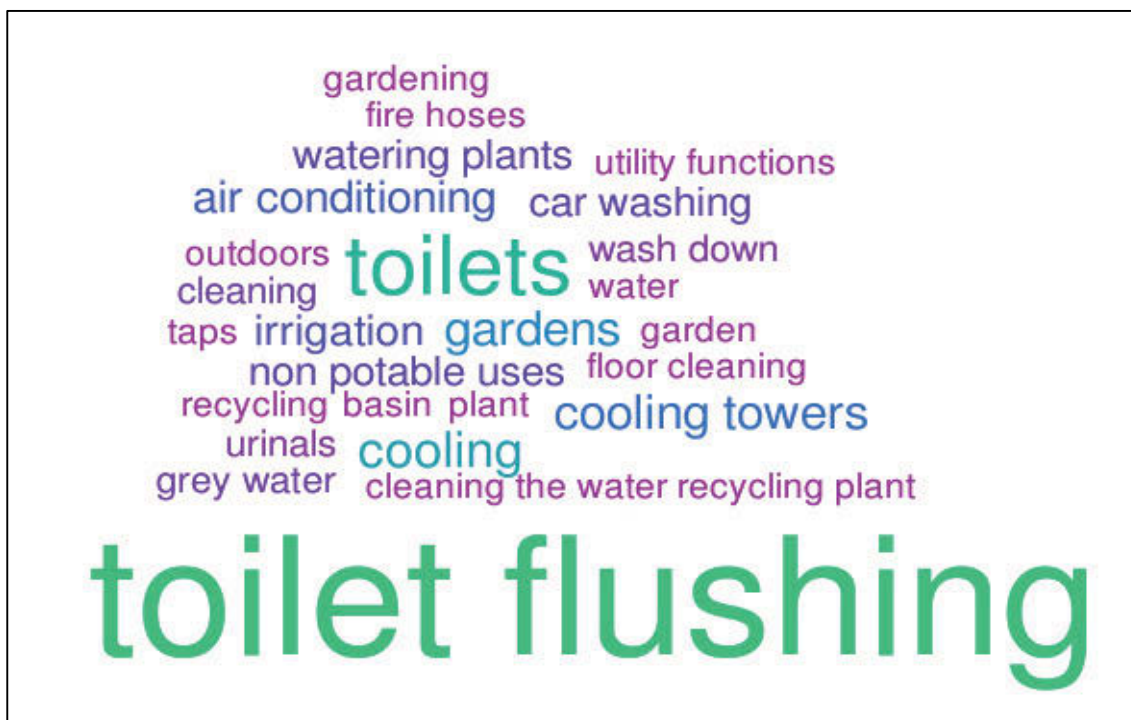 gardening
fire hoses
watering plants utility functions
air conditioning car washing
outdoors toilets wash down
cleaning water
taps irrigation gardens garden
non potable uses floor cleaning
recycling basin plant cooling towers
urinals cooling
grey water cleaning the water recycling plant
toilet flushing